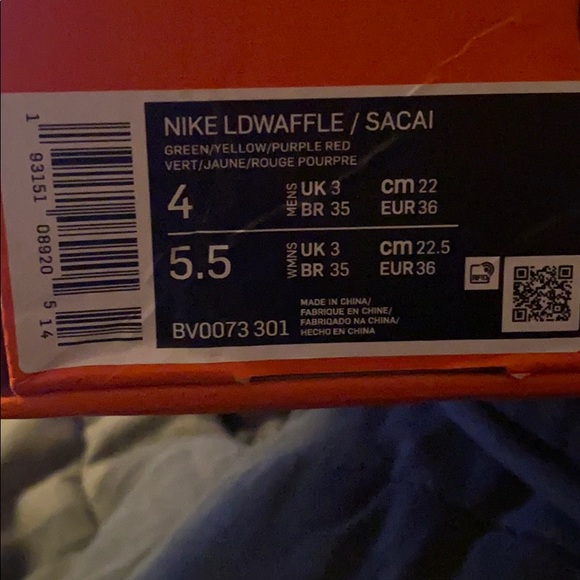 NIKE LDWAFFLE / SACAI
GREEN/YELLOW/PURPLE RED
VERT/JAUNE/ROUGE POURPRE
4 MENS UK 3 cm 22
BR 35 EUR 36
5.5 WMNS UK 3 cm 22.5
BR 35 EUR 36
RFID
MADE IN CHINA/
FABRIQUE EN CHINE/
FABRIQADO NA CHINA/
HECHO EN CHINA
BV0073 301
1 93151 08920 5 14